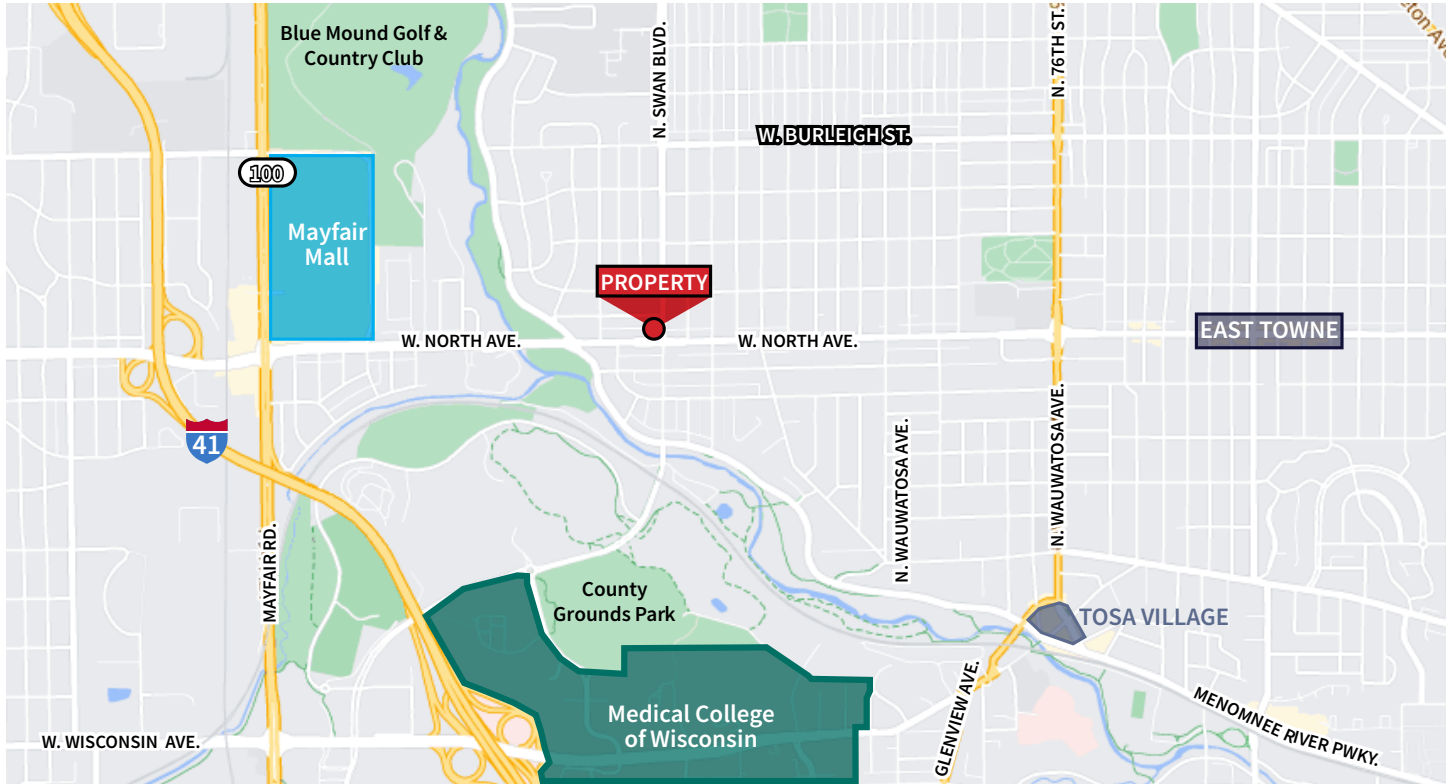 Blue Mound Golf &
Country Club
N. SWAN BLVD.
N. 76TH ST.
W. BURLEIGH ST.
100
Mayfair
Mall
PROPERTY
W. NORTH AVE.
W. NORTH AVE.
EAST TOWNE
41
N. WAUWATOSA AVE.
N. WAUWATOSA AVE.
MAYFAIR RD.
County
Grounds Park
TOSA VILLAGE
GLENVIEW AVE.
Medical College
of Wisconsin
MENOMNEE RIVER PWKY.
W. WISCONSIN AVE.